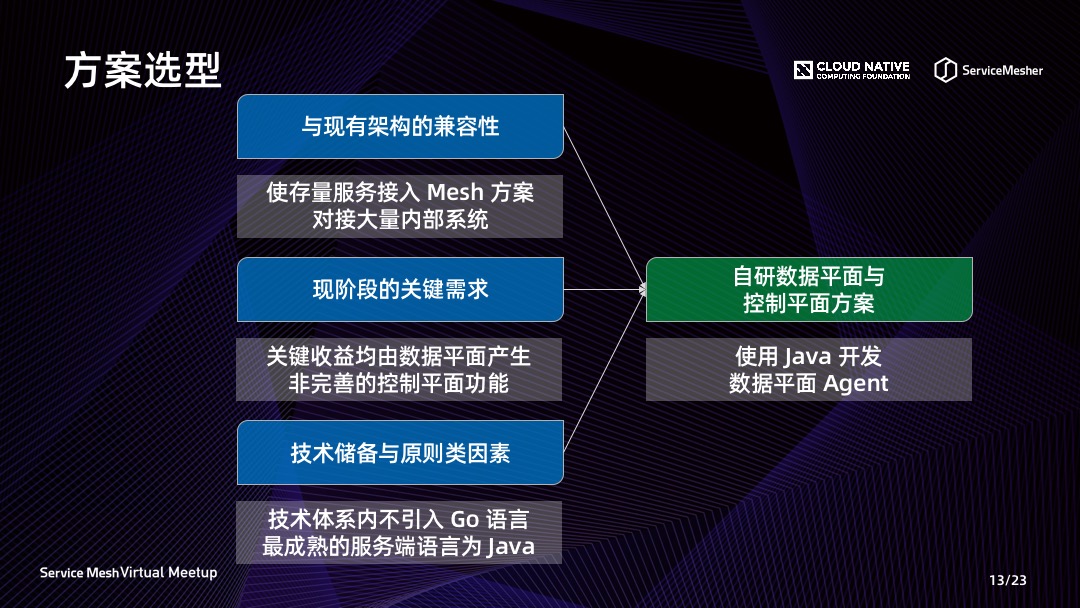 方案选型
CLOUD NATIVE
COMPUTING FOUNDATION
ServiceMesher
与现有架构的兼容性
使存量服务接入 Mesh 方案
对接大量内部系统
现阶段的关键需求
关键收益均由数据平面产生
非完善的控制平面功能
技术储备与原则类因素
技术体系内不引入 Go 语言
最成熟的服务端语言为 Java
自研数据平面与
控制平面方案
使用 Java 开发
数据平面 Agent
Service Mesh Virtual Meetup
13/23